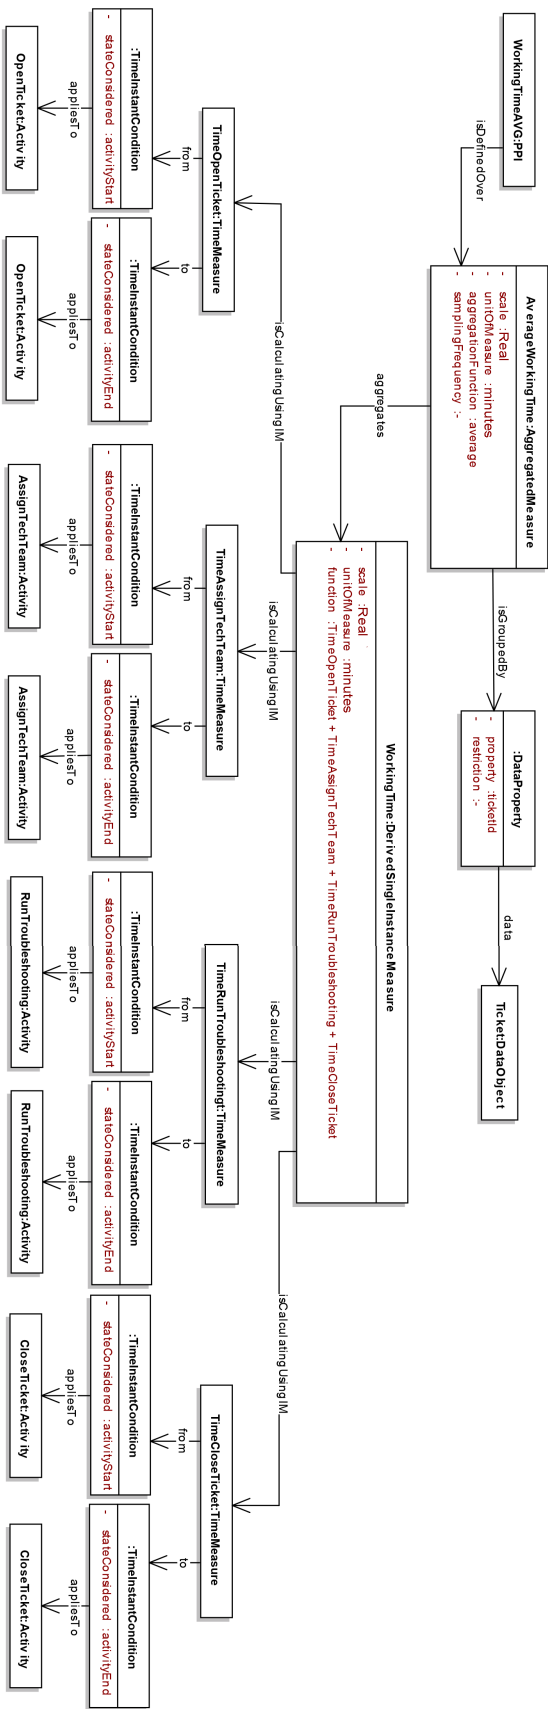 WorkingTimeAVG:PPI
isDefinedOver
AverageWorkingTime:AggregatedMeasure
- scale :Real
- unitOfMeasure :minutes
- aggregationFunction :average
- samplingFrequency :-
isGroupedBy
:DataProperty
- property :ticketId
- restriction :-
data
Ticket:DataObject
aggregates
WorkingTime:DerivedSingleInstanceMeasure
- scale :Real
- unitOfMeasure :minutes
- function :TimeOpenTicket + TimeAssignTechTeam + TimeRunTroubleshooting + TimeCloseTicket
isCalculatingUsingIM
isCalculatingUsingIM
isCalculatingUsingIM
isCalculatingUsingIM
TimeOpenTicket:TimeMeasure
TimeAssignTechTeam:TimeMeasure
TimeRunTroubleshootingt:TimeMeasure
TimeCloseTicket:TimeMeasure
from
to
from
to
from
to
from
to
:TimeInstantCondition
- stateConsidered :activityStart
:TimeInstantCondition
- stateConsidered :activityEnd
:TimeInstantCondition
- stateConsidered :activityStart
:TimeInstantCondition
- stateConsidered :activityEnd
:TimeInstantCondition
- stateConsidered :activityStart
:TimeInstantCondition
- stateConsidered :activityEnd
:TimeInstantCondition
- stateConsidered :activityStart
:TimeInstantCondition
- stateConsidered :activityEnd
appliesTo
appliesTo
appliesTo
appliesTo
appliesTo
appliesTo
appliesTo
appliesTo
OpenTicket:Activity
OpenTicket:Activity
AssignTechTeam:Activity
AssignTechTeam:Activity
RunTroubleshooting:Activity
RunTroubleshooting:Activity
CloseTicket:Activity
CloseTicket:Activity